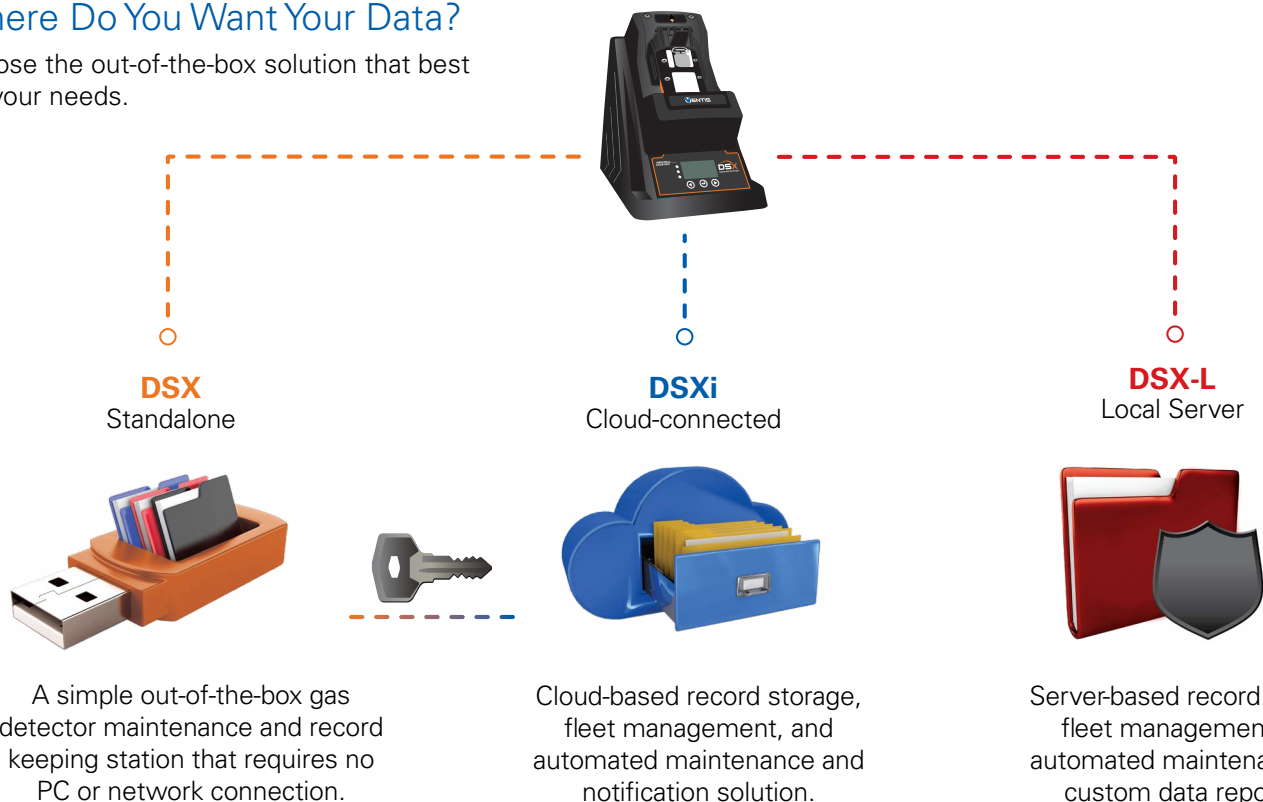 here Do You Want Your Data?
ose the out-of-the-box solution that best
your needs.
VENTIS
DSX
DSX
Standalone
DSXi
Cloud-connected
DSX-L
Local Server
A simple out-of-the-box gas
detector maintenance and record
keeping station that requires no
PC or network connection.
Cloud-based record storage,
fleet management, and
automated maintenance and
notification solution.
Server-based record
fleet managemen
automated maintena
custom data repo